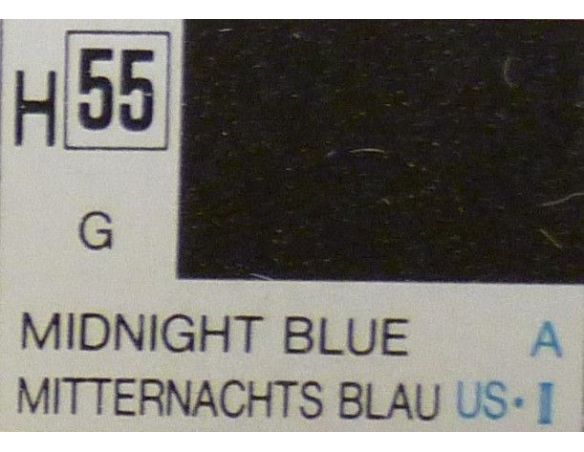 H 55
G
MIDNIGHT BLUE A
MITTERNACHTS BLAU US・I